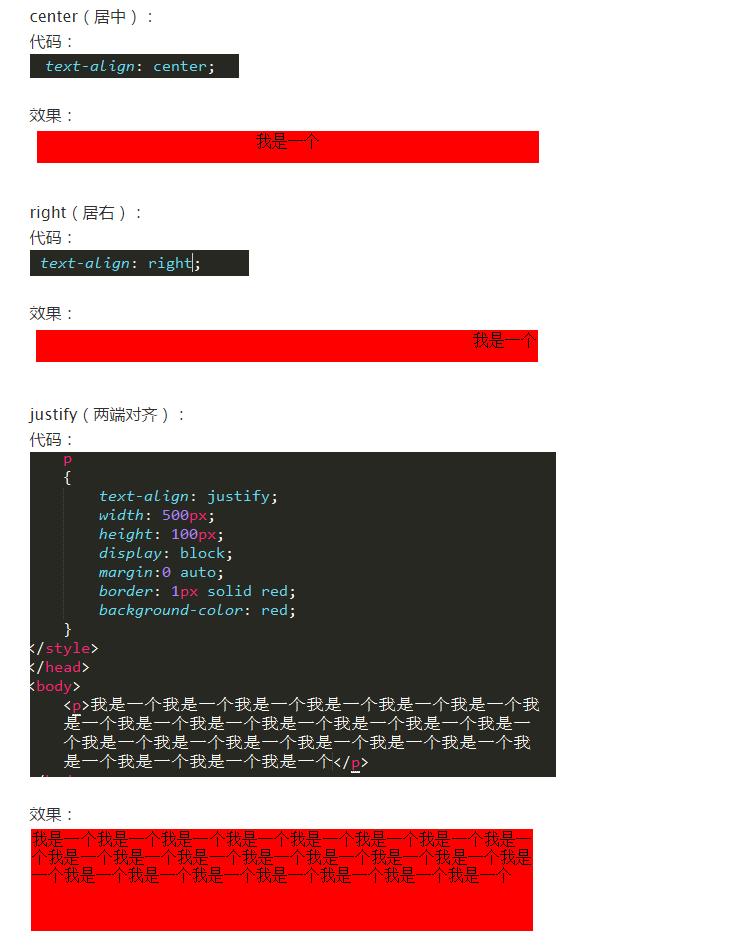 center（居中）：
代码：
text-align: center;
效果：
我是一个
right（居右）：
代码：
text-align: right;
效果：
我是一个
justify（两端对齐）：
代码：
p
{
text-align: justify;
width: 500px;
height: 100px;
display: block;
margin:0 auto;
border: 1px solid red;
background-color: red;
}
</style>
</head>
<body>
<p>我是一个我是一个我是一个我是一个我是一个我是一个我
是一个我是一个我是一个我是一个我是一个我是一个我是一
个我是一个我是一个我是一个我是一个我是一个我是一个我
是一个我是一个我是一个我是一个</p>
效果：
我是一个我是一个我是一个我是一个我是一个我是一个我是一个我是一
个我是一个我是一个我是一个我是一个我是一个我是一个我是一个我是
一个我是一个我是一个我是一个我是一个我是一个我是一个我是一个